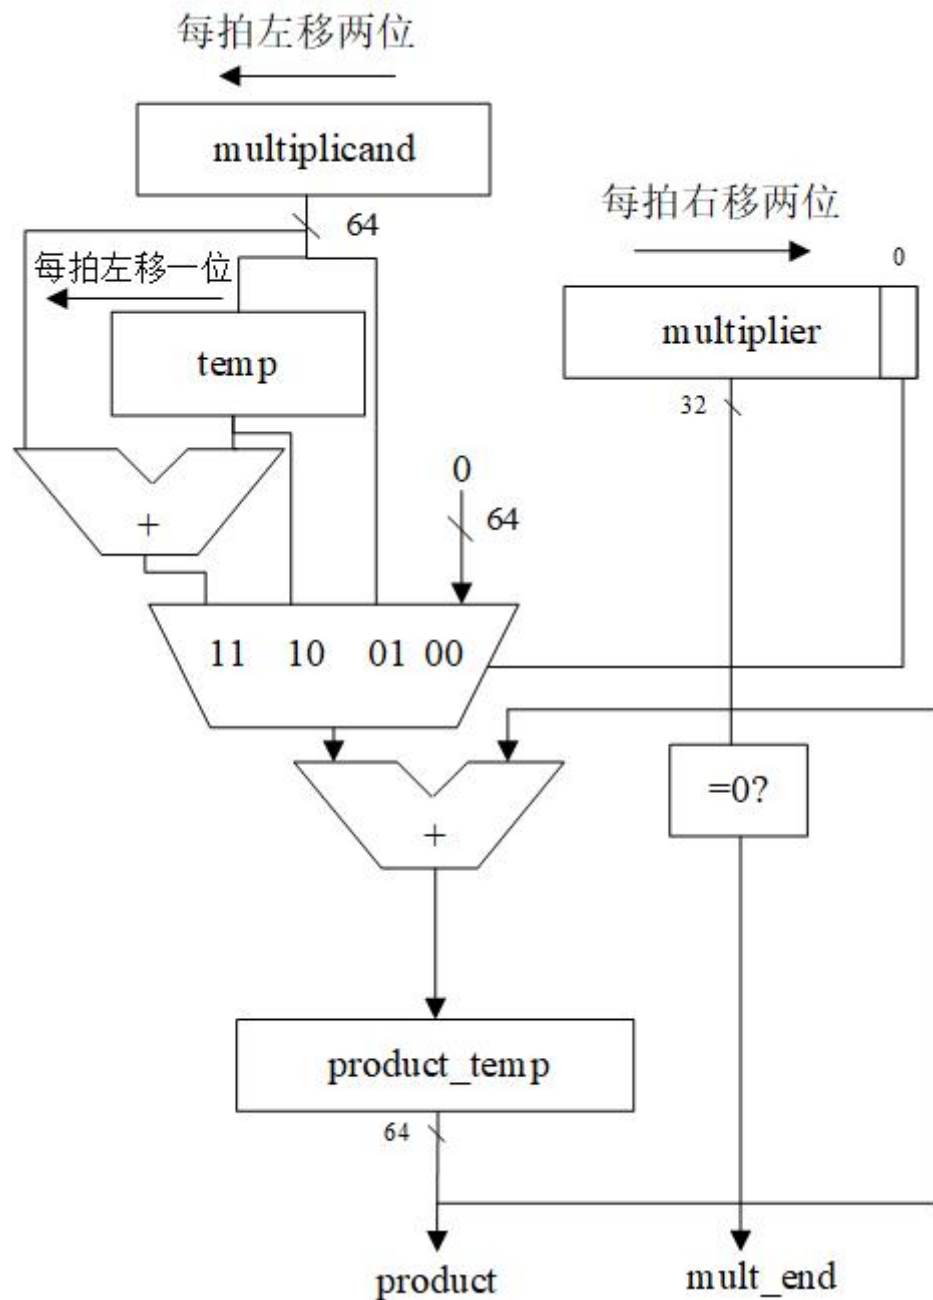 每拍左移两位
multiplicand
64
每拍右移两位
0
每拍左移一位
multiplier
temp
32
0
64
+
11 10 01 00
=0?
+
product_temp
64
product
mult_end